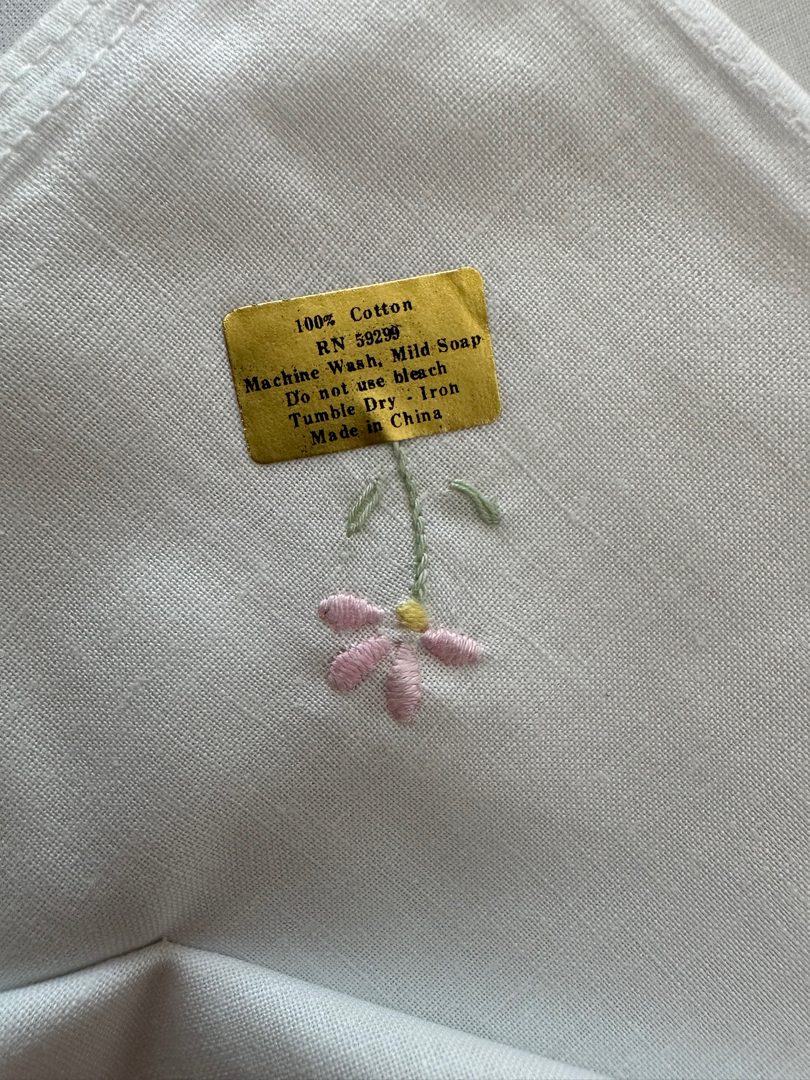 100% Cotton
RN 59299
Machine Wash, Mild Soap
Do not use bleach
Tumble Dry - Iron
Made in China